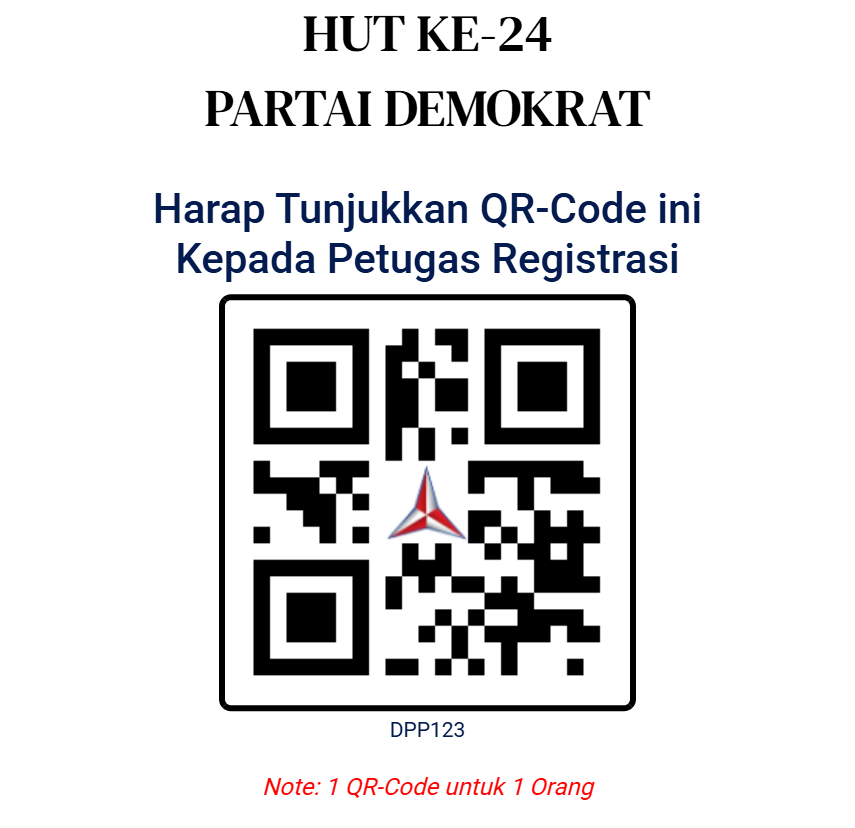 HUT KE-24
PARTAI DEMOKRAT
Harap Tunjukkan QR-Code ini
Kepada Petugas Registrasi
DPP123
Note: 1 QR-Code untuk 1 Orang